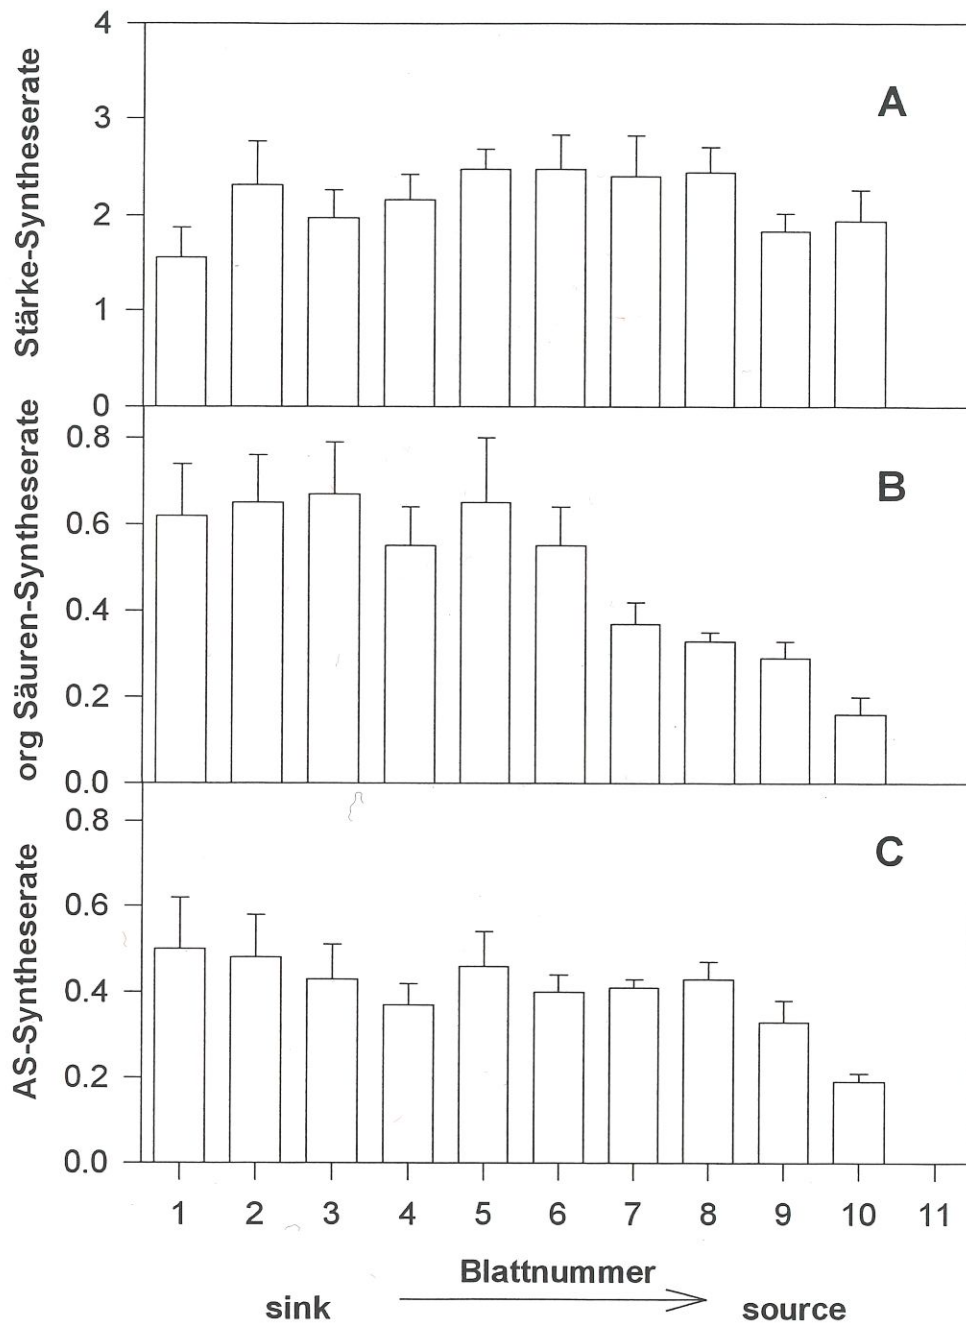 4
3
2
1
0
Stärke-Syntheserate
A
0.8
0.6
0.4
0.2
0.0
org Säuren-Syntheserate
B
0.8
0.6
0.4
0.2
0.0
AS-Syntheserate
C
1 2 3 4 5 6 7 8 9 10 11
Blattnummer
sink source